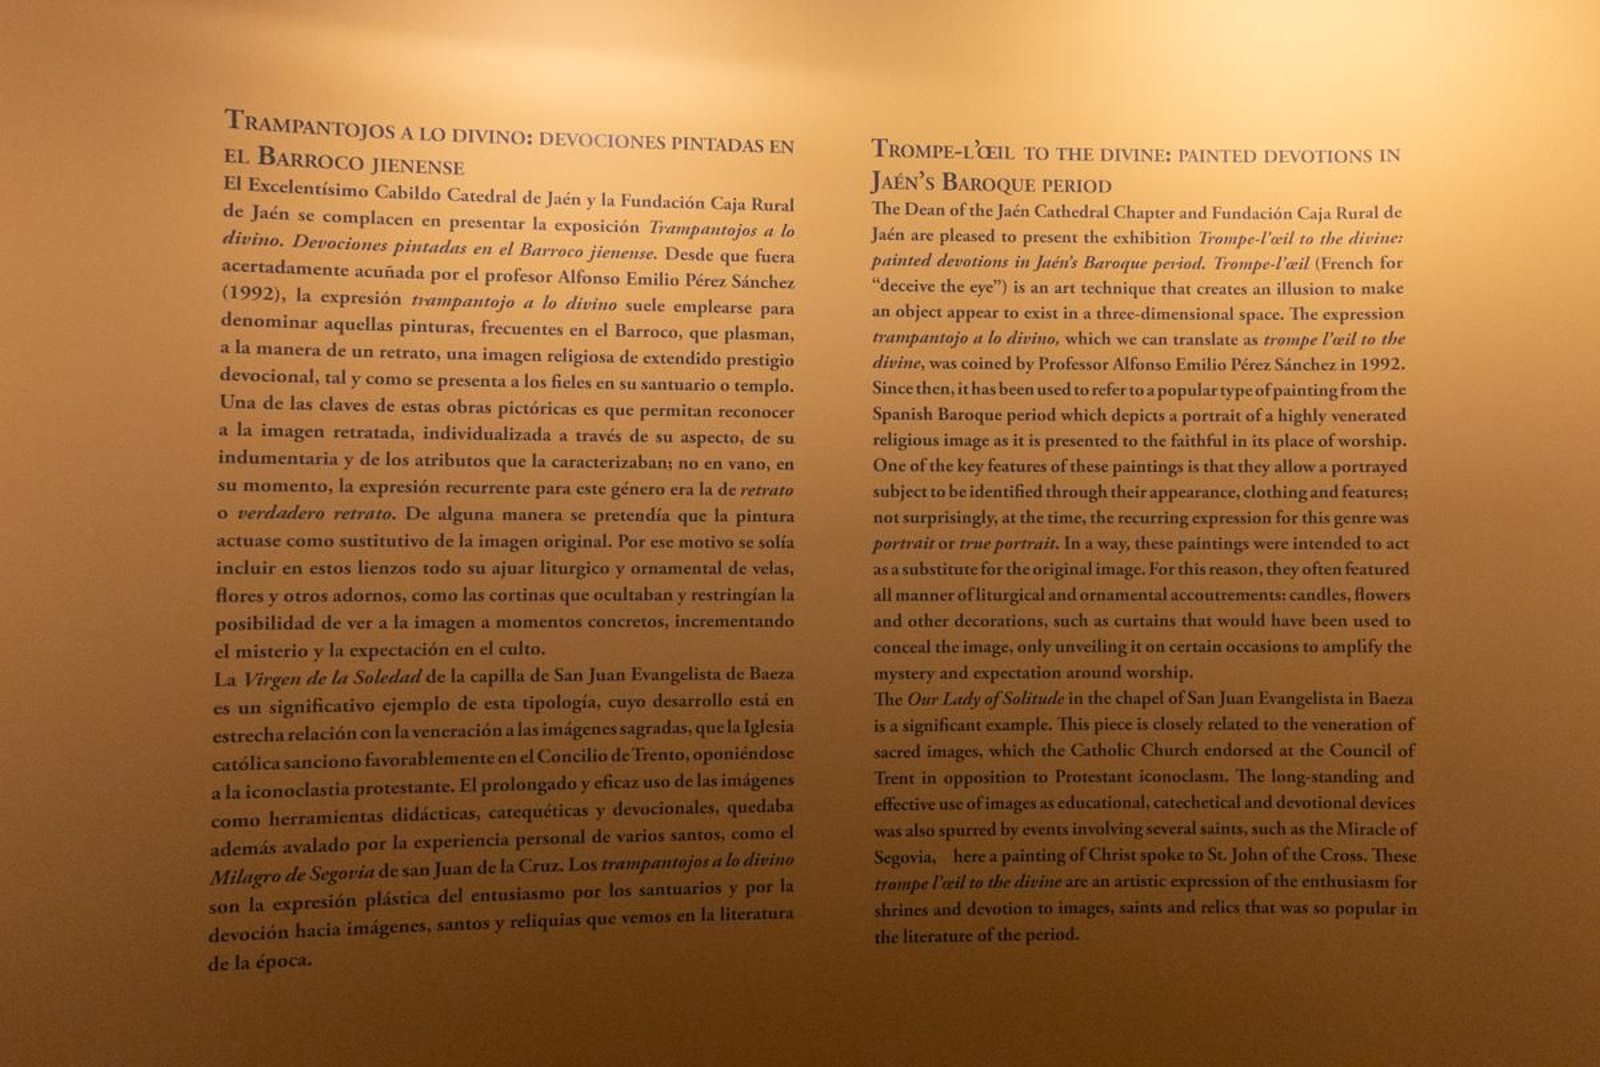 Trampantojos a lo divino: devociones pintadas en
el Barroco jienense
El Excelentísimo Cabildo Catedral de Jaén y la Fundación Caja Rural
de Jaén se complacen en presentar la exposición Trampantojos a lo
divino. Devociones pintadas en el Barroco jienense. Desde que fuera
acertadamente acuñada por el profesor Alfonso Emilio Pérez Sánchez
(1992), la expresión trampantojo a lo divino suele emplearse para
denominar aquellas pinturas, frecuentes en el Barroco, que plasman,
a la manera de un retrato, una imagen religiosa de extendido prestigio
devocional, tal y como se presenta a los fieles en su santuario o templo.
Una de las claves de estas obras pictóricas es que permitan reconocer
a la imagen retratada, individualizada a través de su aspecto, de su
indumentaria y de los atributos que la caracterizaban; no en vano, en
su momento, la expresión recurrente para este género era la de retrato
o verdadero retrato. De alguna manera se pretendía que la pintura
actuase como sustitutivo de la imagen original. Por ese motivo se solía
incluir en estos lienzos todo su ajuar liturgico y ornamental de velas,
flores y otros adornos, como las cortinas que ocultaban y restringían la
posibilidad de ver a la imagen a momentos concretos, incrementando
el misterio y la expectación en el culto.
La Virgen de la Soledad de la capilla de San Juan Evangelista de Baeza
es un significativo ejemplo de esta tipología, cuyo desarrollo está en
estrecha relación con la veneración a las imágenes sagradas, que la Iglesia
católica sanciono favorablemente en el Concilio de Trento, oponiéndose
a la iconoclastia protestante. El prolongado y eficaz uso de las imágenes
como herramientas didácticas, catequéticas y devocionales, quedaba
además avalado por la experiencia personal de varios santos, como el
Milagro de Segovia de san Juan de la Cruz. Los trampantojos a lo divino
son la expresión plástica del entusiasmo por los santuarios y por la
devoción hacia imágenes, santos y reliquias que vemos en la literatura
de la época.
Trompe-l'œil to the divine: painted devotions in
Jaén's Baroque period
The Dean of the Jaén Cathedral Chapter and Fundación Caja Rural de
Jaén are pleased to present the exhibition Trompe-l'œil to the divine:
painted devotions in Jaén's Baroque period. Trompe-l'œil (French for
“deceive the eye”) is an art technique that creates an illusion to make
an object appear to exist in a three-dimensional space. The expression
trampantojo a lo divino, which we can translate as trompe l'œil to the
divine, was coined by Professor Alfonso Emilio Pérez Sánchez in 1992.
Since then, it has been used to refer to a popular type of painting from the
Spanish Baroque period which depicts a portrait of a highly venerated
religious image as it is presented to the faithful in its place of worship.
One of the key features of these paintings is that they allow a portrayed
subject to be identified through their appearance, clothing and features;
not surprisingly, at the time, the recurring expression for this genre was
portrait or true portrait. In a way, these paintings were intended to act
as a substitute for the original image. For this reason, they often featured
all manner of liturgical and ornamental accoutrements: candles, flowers
and other decorations, such as curtains that would have been used to
conceal the image, only unveiling it on certain occasions to amplify the
mystery and expectation around worship.
The Our Lady of Solitude in the chapel of San Juan Evangelista in Baeza
is a significant example. This piece is closely related to the veneration of
sacred images, which the Catholic Church endorsed at the Council of
Trent in opposition to Protestant iconoclasm. The long-standing and
effective use of images as educational, catechetical and devotional devices
was also spurred by events involving several saints, such as the Miracle of
Segovia, here a painting of Christ spoke to St. John of the Cross. These
trompe l'œil to the divine are an artistic expression of the enthusiasm for
shrines and devotion to images, saints and relics that was so popular in
the literature of the period.